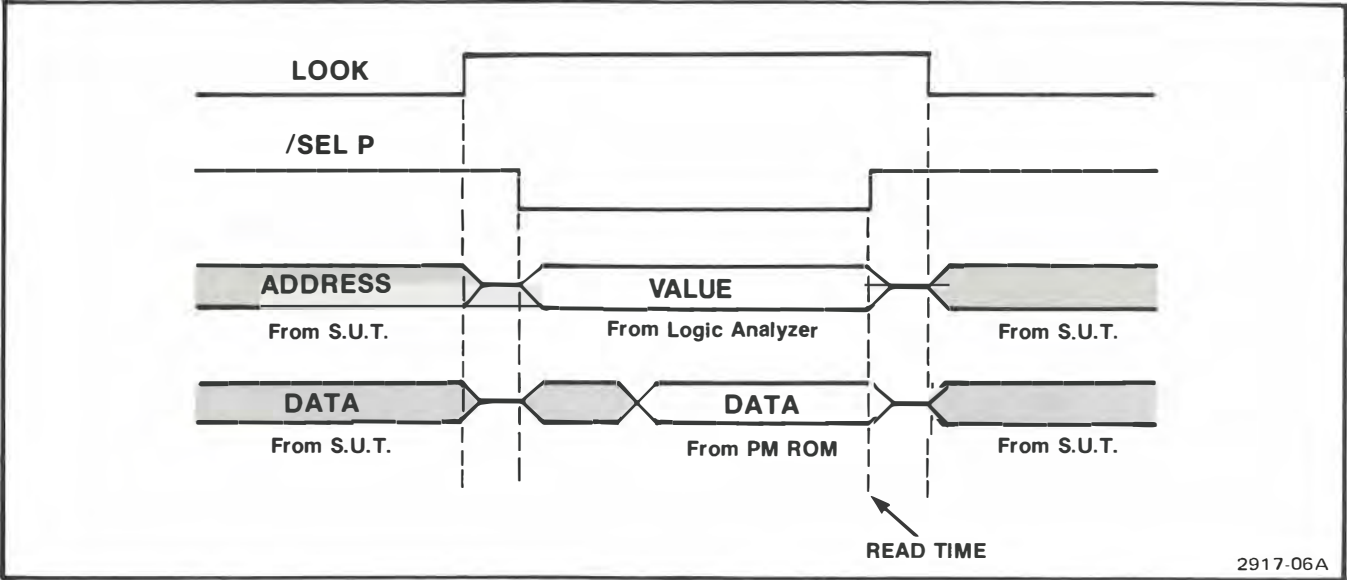 LOOK
/SEL P
ADDRESS
VALUE
From S.U.T.
From Logic Analyzer
From S.U.T.
DATA
DATA
From S.U.T.
From PM ROM
From S.U.T.
READ TIME
2917-06A